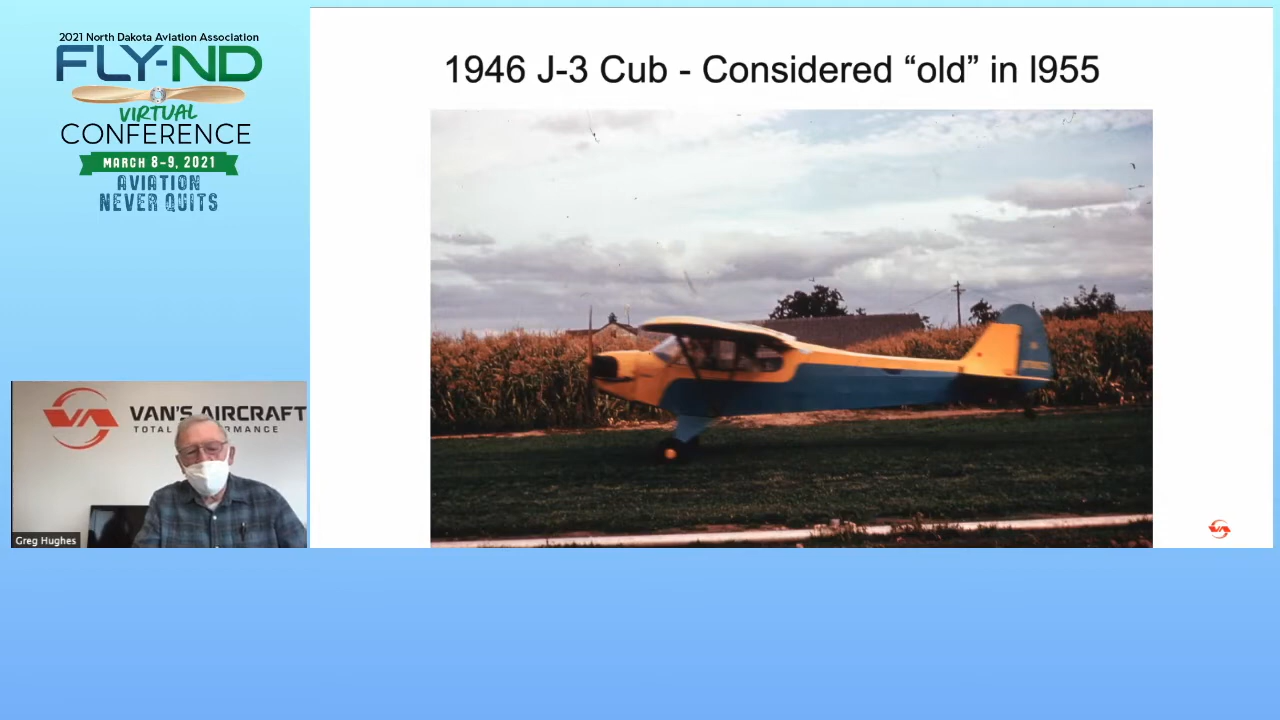 2021 North Dakota Aviation Association
FLY-ND
VIRTUAL
CONFERENCE
MARCH 8-9, 2021
AVIATION
NEVER QUITS
1946 J-3 Cub - Considered “old” in l955
VAN'S AIRCRAFT
TOTAL
Greg Hughes